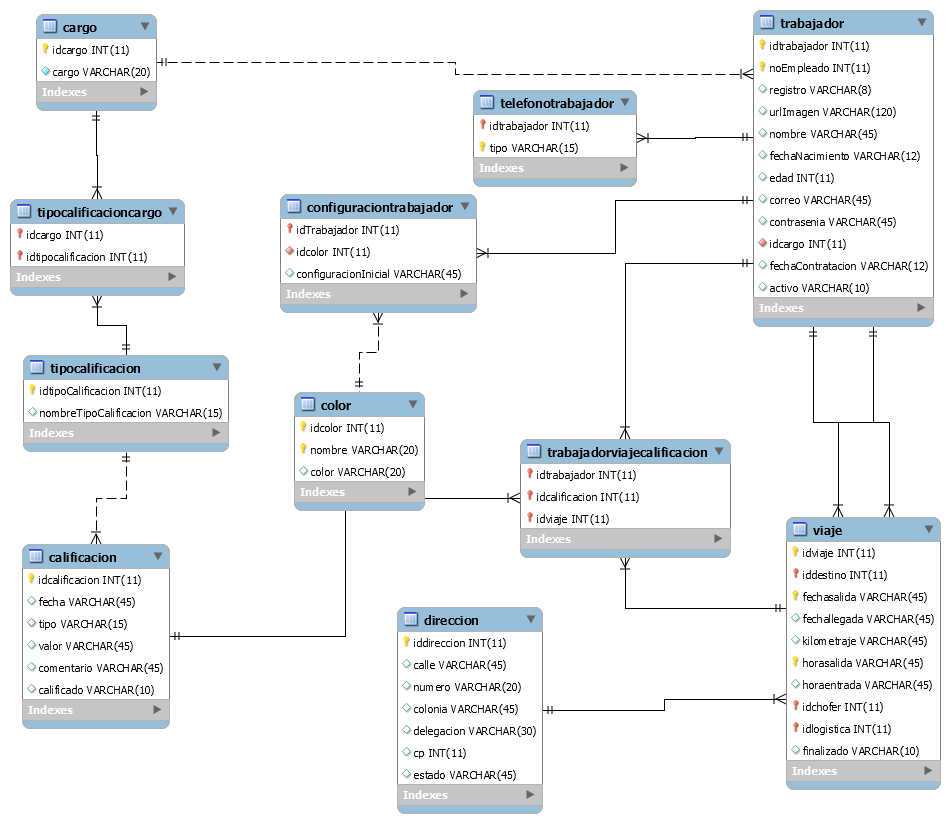 cargo
idcargo INT(11)
cargo VARCHAR(20)
Indexes
trabajador
idtrabajador INT(11)
noEmpleado INT(11)
registro VARCHAR(8)
urlImagen VARCHAR(120)
nombre VARCHAR(45)
fechaNacimiento VARCHAR(12)
edad INT(11)
correo VARCHAR(45)
contrasenia VARCHAR(45)
idcargo INT(11)
fechaContratacion VARCHAR(12)
activo VARCHAR(10)
Indexes
telefonotrabajador
idtrabajador INT(11)
tipo VARCHAR(15)
Indexes
tipocalificacioncargo
idcargo INT(11)
idtipocalificacion INT(11)
Indexes
configuraciontrabajador
idTrabajador INT(11)
idcolor INT(11)
configuracionInicial VARCHAR(45)
Indexes
tipocalificacion
idtipoCalificacion INT(11)
nombreTipoCalificacion VARCHAR(15)
Indexes
color
idcolor INT(11)
nombre VARCHAR(20)
color VARCHAR(20)
Indexes
trabajadorviajecalificacion
idtrabajador INT(11)
idcalificacion INT(11)
idviaje INT(11)
Indexes
calificacion
idcalificacion INT(11)
fecha VARCHAR(45)
tipo VARCHAR(15)
valor VARCHAR(45)
comentario VARCHAR(45)
calificado VARCHAR(10)
Indexes
direccion
iddireccion INT(11)
calle VARCHAR(45)
numero VARCHAR(20)
colonia VARCHAR(45)
delegacion VARCHAR(30)
cp INT(11)
estado VARCHAR(45)
Indexes
viaje
idviaje INT(11)
iddestino INT(11)
fechasalida VARCHAR(45)
fechallegada VARCHAR(45)
kilometraje VARCHAR(45)
horasalida VARCHAR(45)
horaentrada VARCHAR(45)
idchofer INT(11)
idlogistica INT(11)
finalizado VARCHAR(10)
Indexes